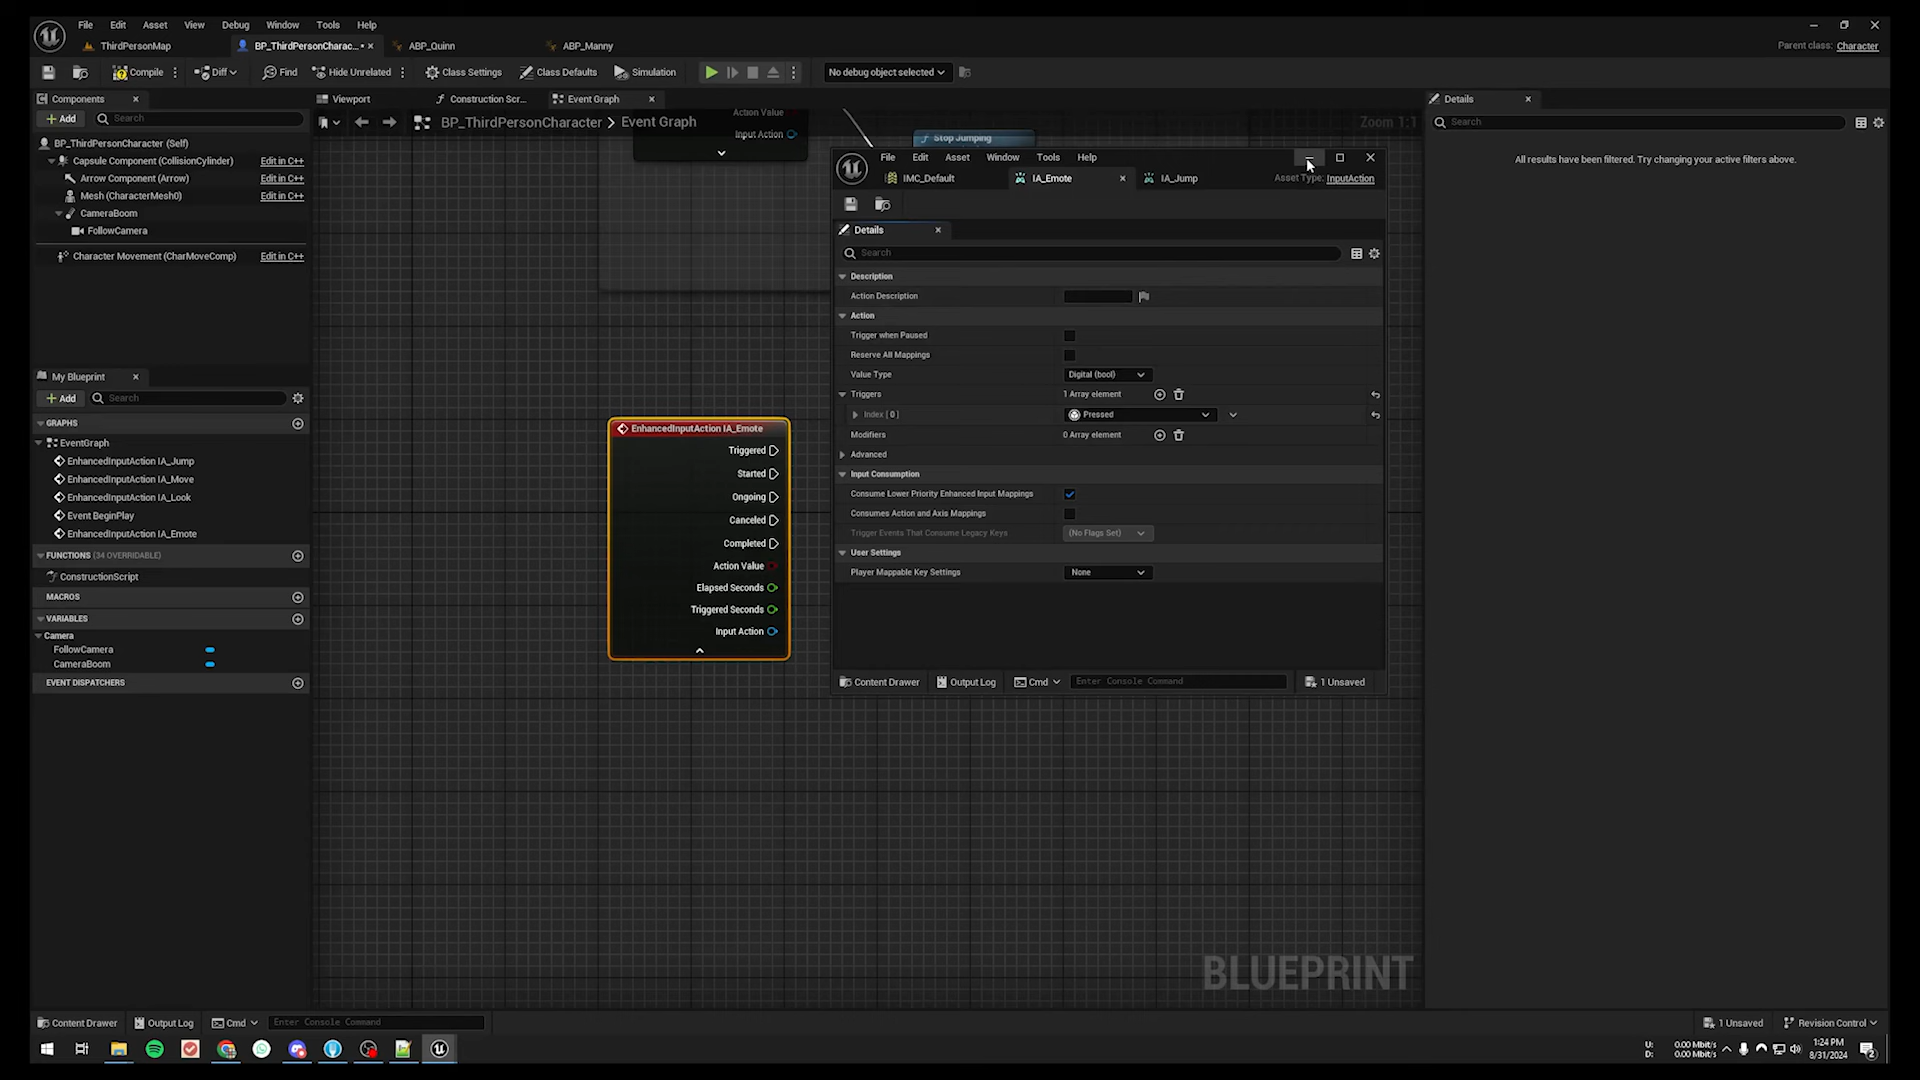 File Edit Asset View Debug Window Tools Help
ThirdPersonMap BP_ThirdPersonCharac... • × ABP_Quinn ABP_Manny Parent class: Character
Compile Diff Find Hide Unrelated Class Settings Class Defaults Simulation No debug object selected
Components Viewport Construction Scr... Event Graph Details
+ Add Search BP_ThirdPersonCharacter > Event Graph Zoom 1:1 Search
All results have been filtered. Try changing your active filters above.
BP_ThirdPersonCharacter (Self)
Capsule Component (CollisionCylinder) Edit in C++
Arrow Component (Arrow) Edit in C++
Mesh (CharacterMesh0) Edit in C++
CameraBoom
FollowCamera
Character Movement (CharMoveComp) Edit in C++
My Blueprint
+ Add Search
GRAPHS
EventGraph
EnhancedInputAction IA_Jump
EnhancedInputAction IA_Move
EnhancedInputAction IA_Look
Event BeginPlay
EnhancedInputAction IA_Emote
FUNCTIONS (34 OVERRIDABLE)
ConstructionScript
MACROS
VARIABLES
Camera
FollowCamera
CameraBoom
EVENT DISPATCHERS
Action Value
Input Action
f Stop Jumping
EnhancedInputAction IA_Emote
Triggered
Started
Ongoing
Canceled
Completed
Action Value
Elapsed Seconds
Triggered Seconds
Input Action
File Edit Asset Window Tools Help
IMC_Default IA_Emote IA_Jump Asset Type: InputAction
Details
Search
Description
Action Description
Action
Trigger when Paused
Reserve All Mappings
Value Type Digital (bool)
Triggers 1 Array element
Index [ 0 ] Pressed
Modifiers 0 Array element
Advanced
Input Consumption
Consume Lower Priority Enhanced Input Mappings
Consumes Action and Axis Mappings
Trigger Events That Consume Legacy Keys (No Flags Set)
User Settings
Player Mappable Key Settings None
Content Drawer Output Log Cmd Enter Console Command 1 Unsaved
BLUEPRINT
Content Drawer Output Log Cmd Enter Console Command 1 Unsaved Revision Control
U: 0.00 Mbit/s 1:24 PM
D: 0.00 Mbit/s 8/31/2024 2